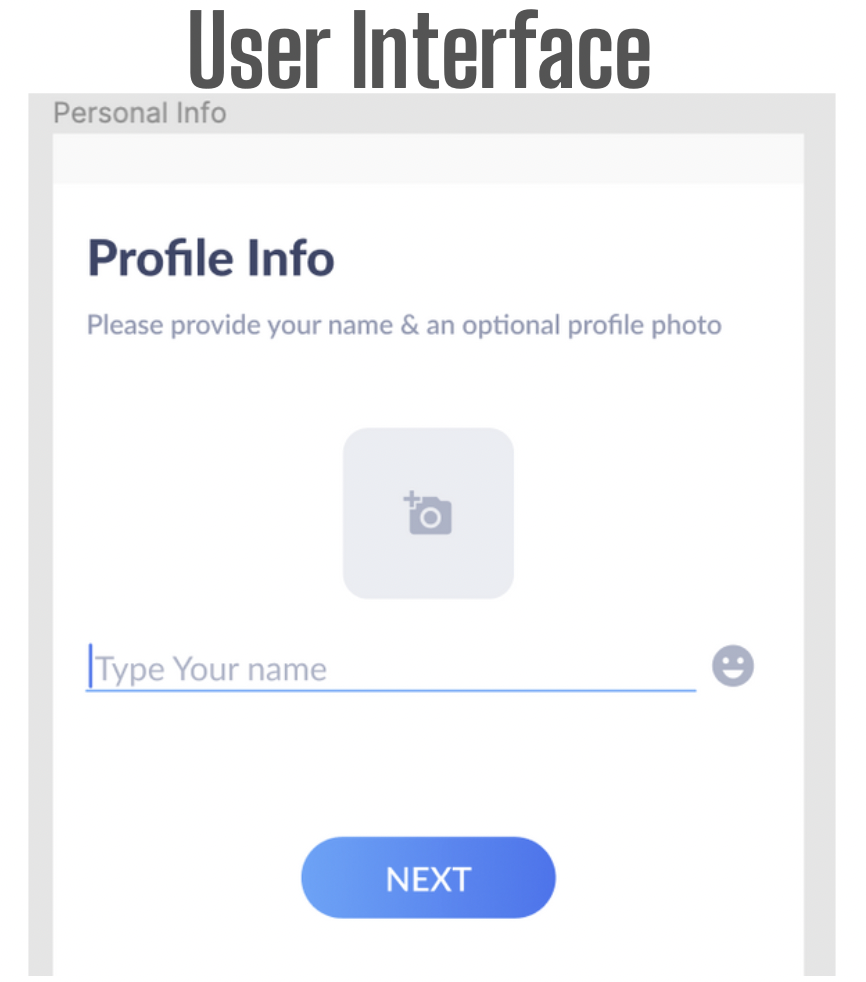 User Interface
Personal Info
Profile Info
Please provide your name & an optional profile photo
Type Your name
NEXT